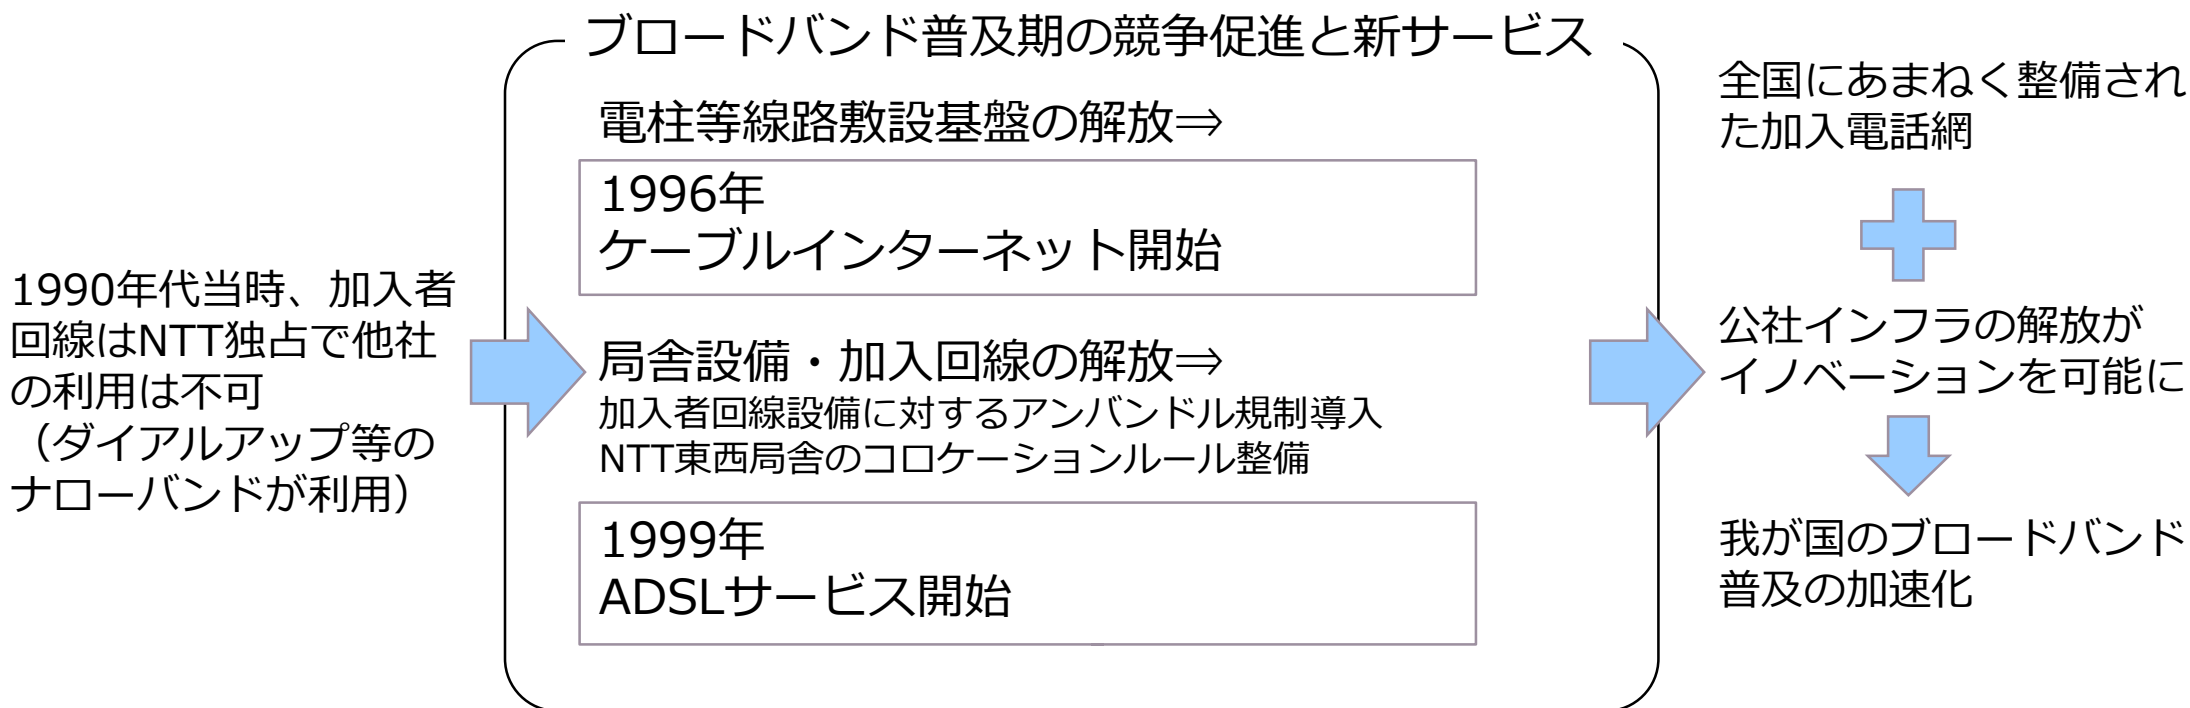 ブロードバンド普及期の競争促進と新サービス
1990年代当時、加入者
回線はNTT独占で他社
の利用は不可
（ダイアルアップ等の
ナローバンドが利用）
電柱等線路敷設基盤の解放⇒
1996年
ケーブルインターネット開始
局舎設備・加入回線の解放⇒
加入者回線設備に対するアンバンドル規制導入
NTT東西局舎のコロケーションルール整備
1999年
ADSLサービス開始
全国にあまねく整備され
た加入電話網
公社インフラの解放が
イノベーションを可能に
我が国のブロードバンド
普及の加速化